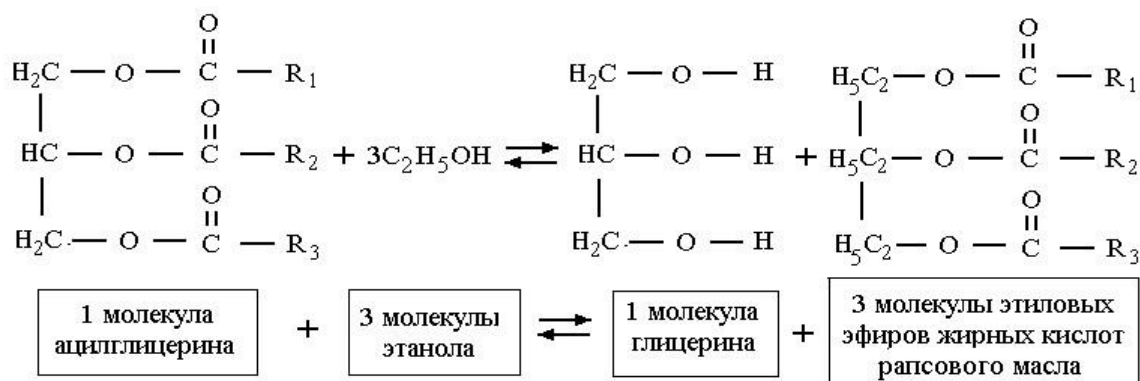 O O
H₂C — O — C — R₁ H₂C — O — H H₅C₂ — O — C — R₁
O O
HC — O — C — R₂ + 3C₂H₅OH ⇌ HC — O — H + H₅C₂ — O — C — R₂
O O
H₂C — O — C — R₃ H₂C — O — H H₅C₂ — O — C — R₃
1 молекула
ацилглицерина
+
3 молекулы
этанола
⇌
1 молекула
глицерина
+
3 молекулы этиловых
эфиров жирных кислот
рапсового масла